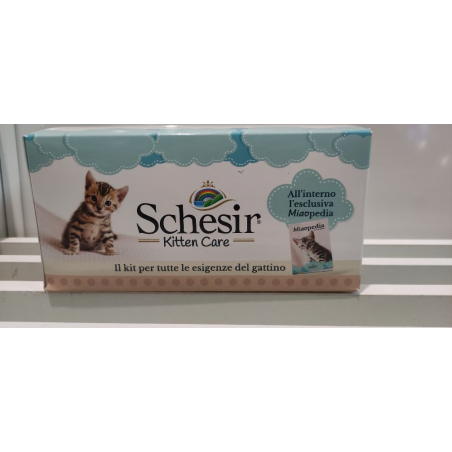 Schesir®
Kitten Care
Il kit per tutte le esigenze del gattino
All'interno
l'esclusiva
Miaopedia
Miaopedia